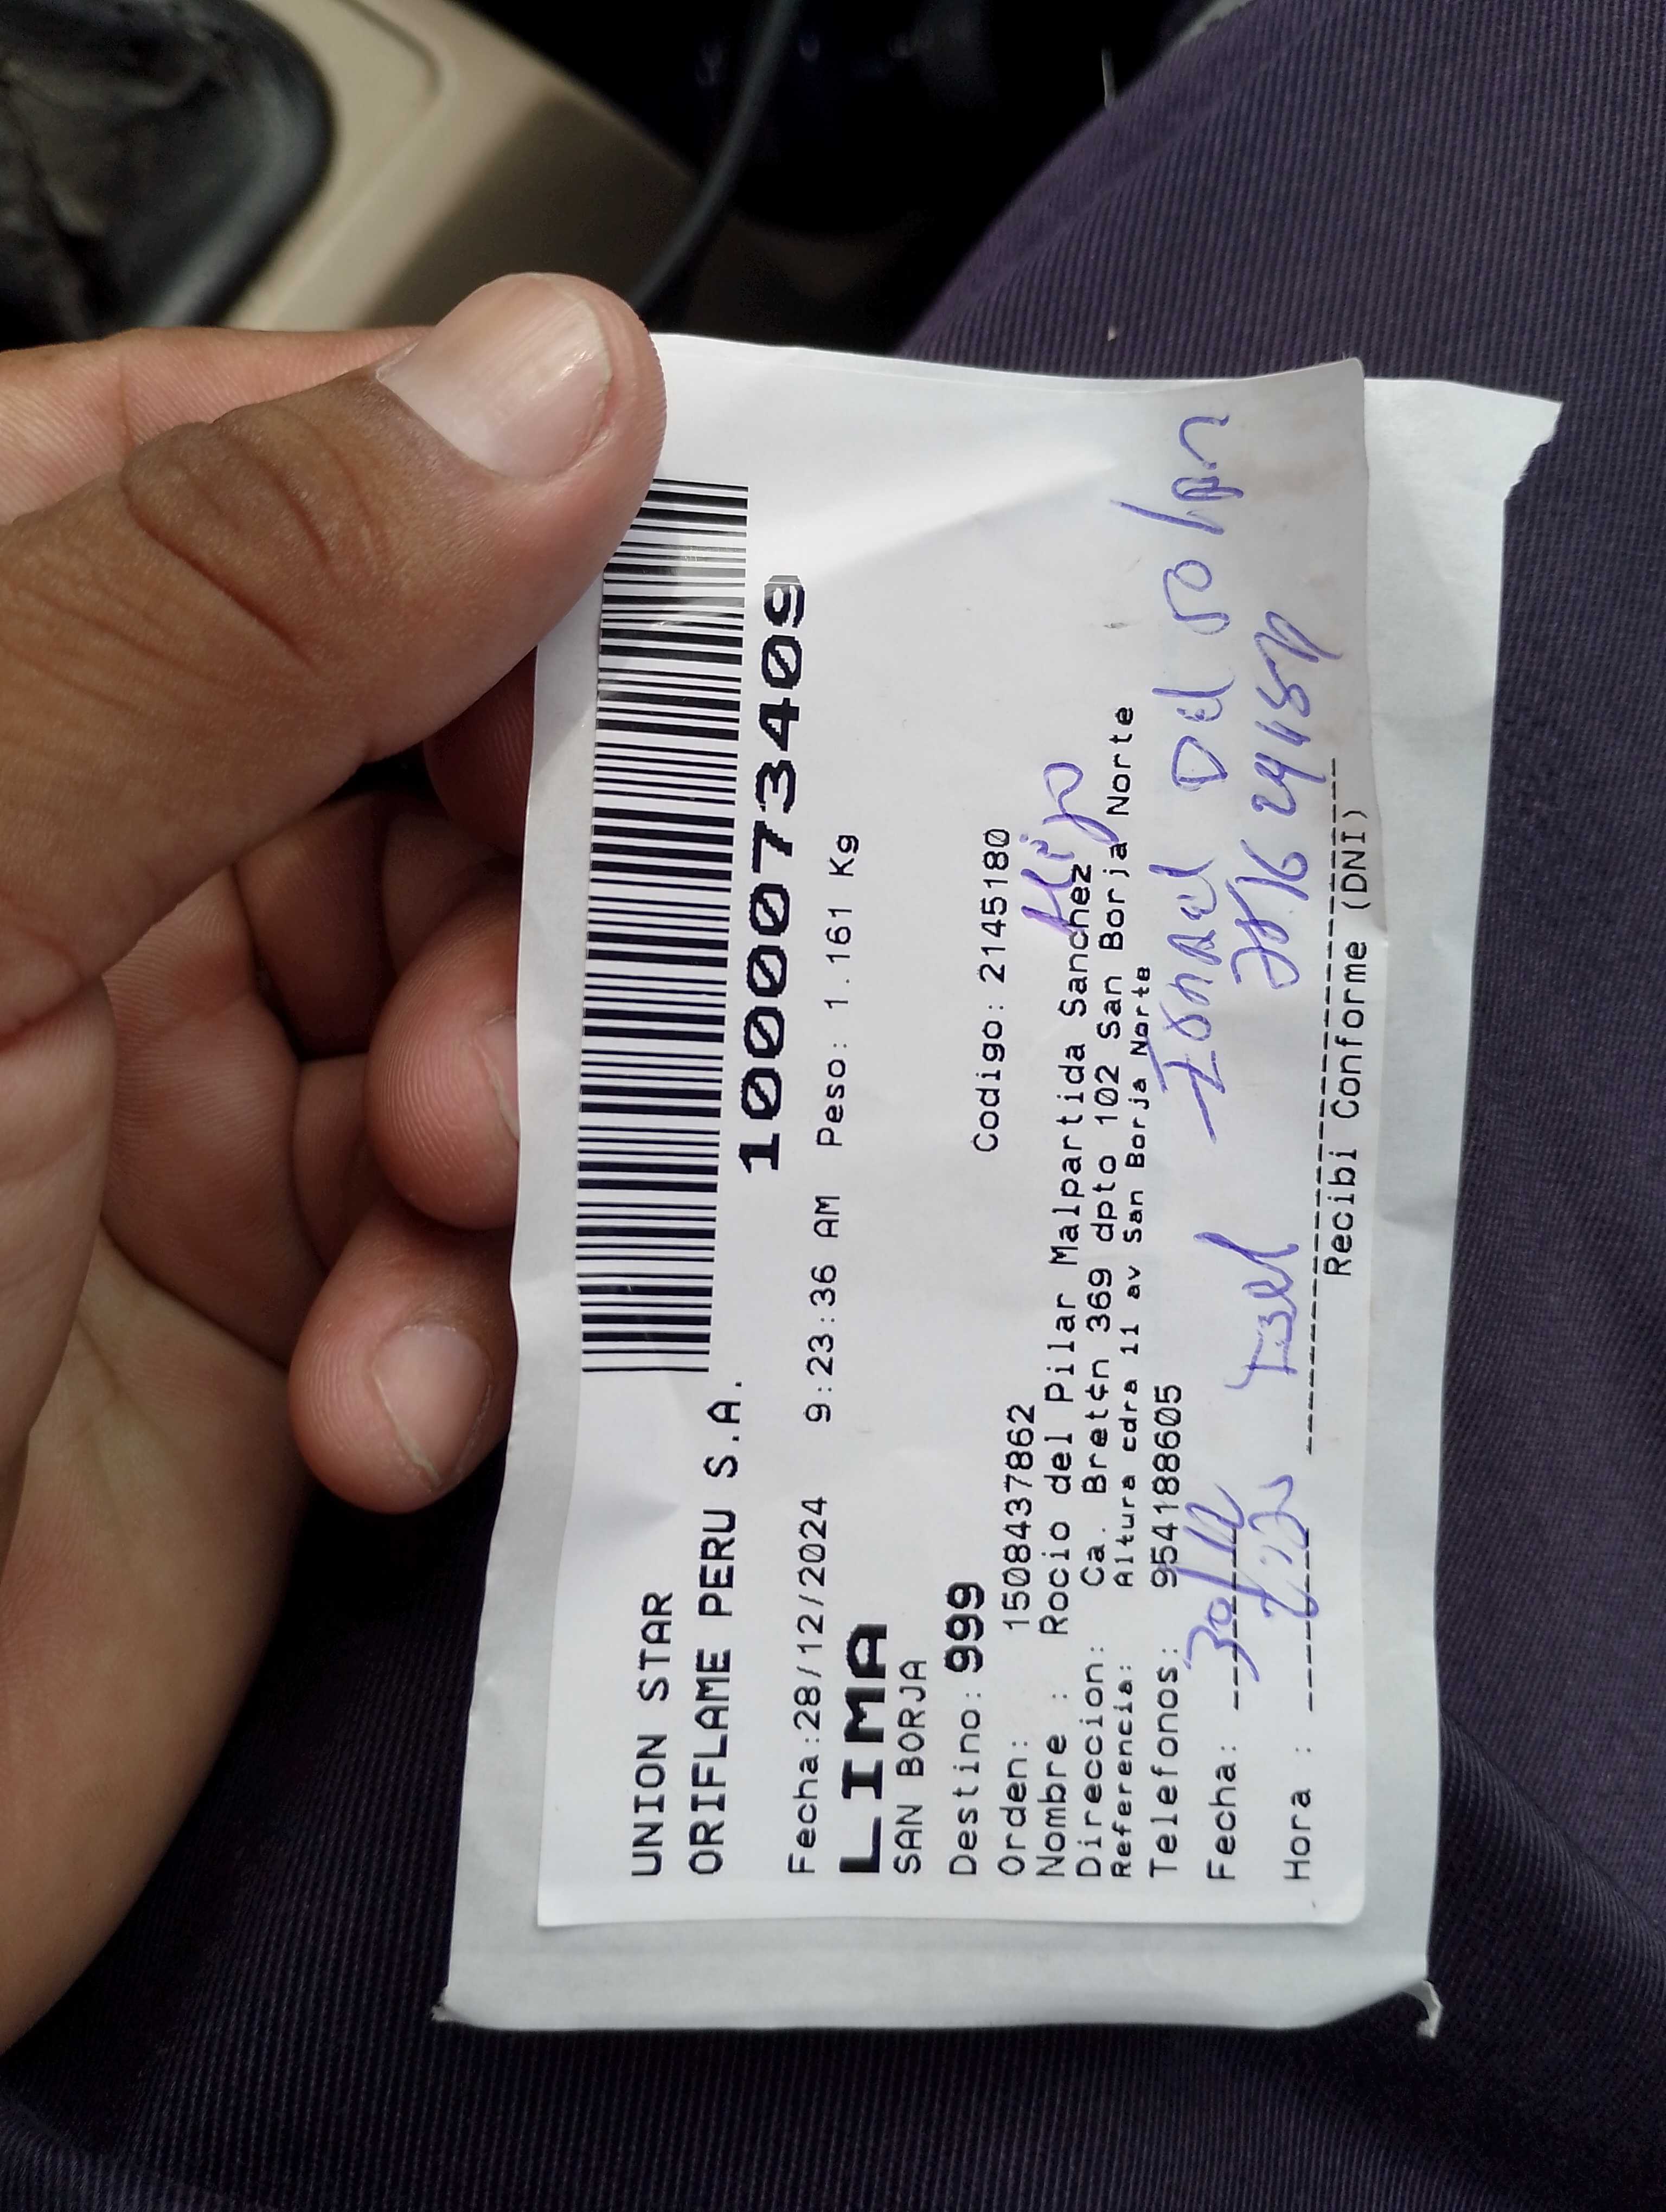 UNION STAR
ORIFLAME PERU S.A.
1000073409
Fecha:28/12/2024 9:23:36 AM Peso: 1.161 Kg
LIMA
SAN BORJA
Destino: 999
Codigo: 2145180
Orden: 1508437862
Hijo
Nombre : Rocio del Pilar Malpartida Sanchez
Direccion: Ca. Bret¢n 369 dpto 102 San Borja Norte
Referencia: Altura cdra 11 av San Borja Norte
Telefonos: 954188605
Fecha: 30/12
Hora :
Recibi Conforme (DNI)